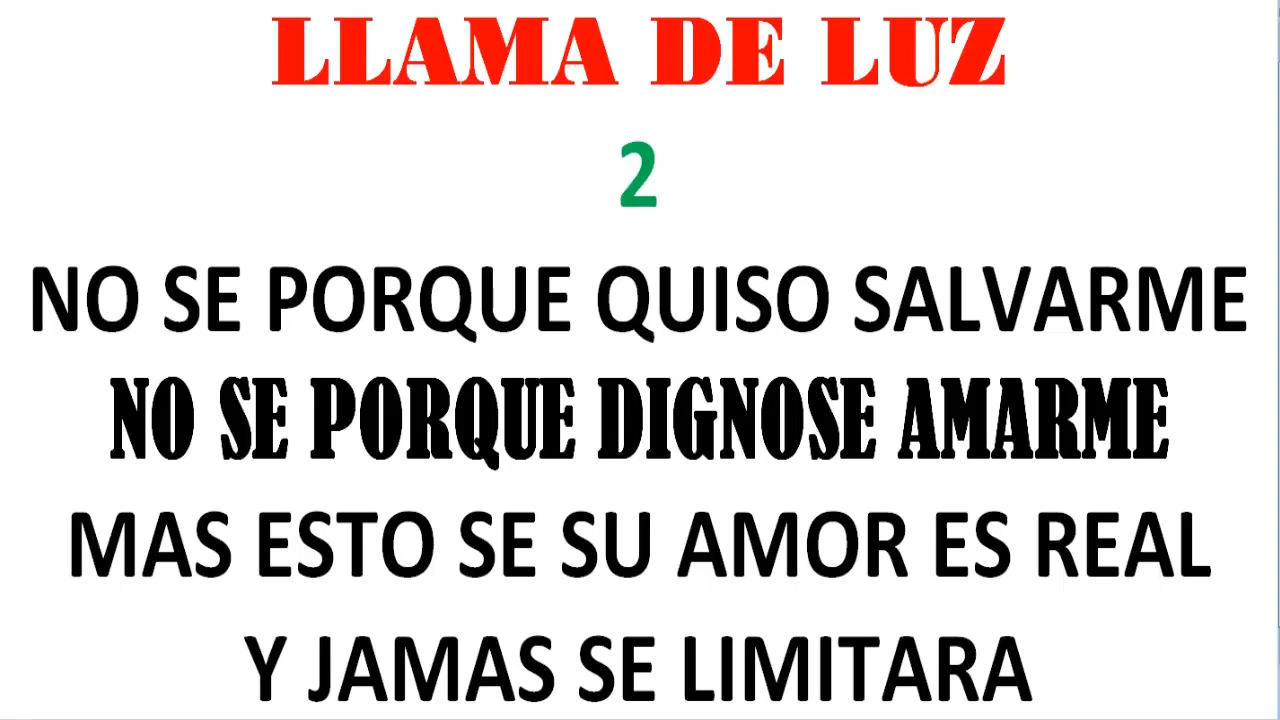 LLAMA DE LUZ
2
NO SE PORQUE QUISO SALVARME
NO SE PORQUE DIGNOSE AMARME
MAS ESTO SE SU AMOR ES REAL
Y JAMAS SE LIMITARA